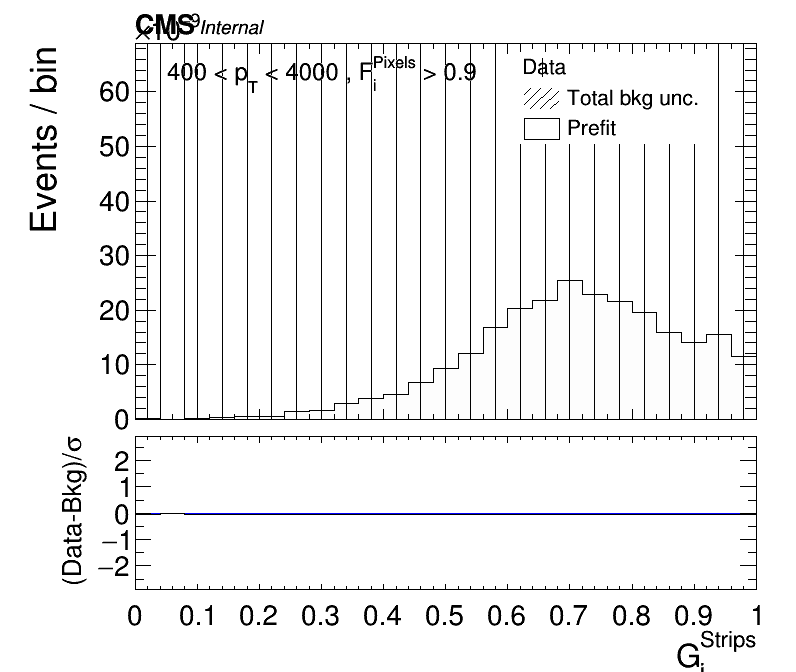 CMS Internal
×10⁻⁹
400 < p_T < 4000 , F_i^Pixels > 0.9
Data
Total bkg unc.
Prefit
Events / bin
60
50
40
30
20
10
0
(Data-Bkg)/σ
2
1
0
−1
−2
0 0.1 0.2 0.3 0.4 0.5 0.6 0.7 0.8 0.9 1
G_i^Strips